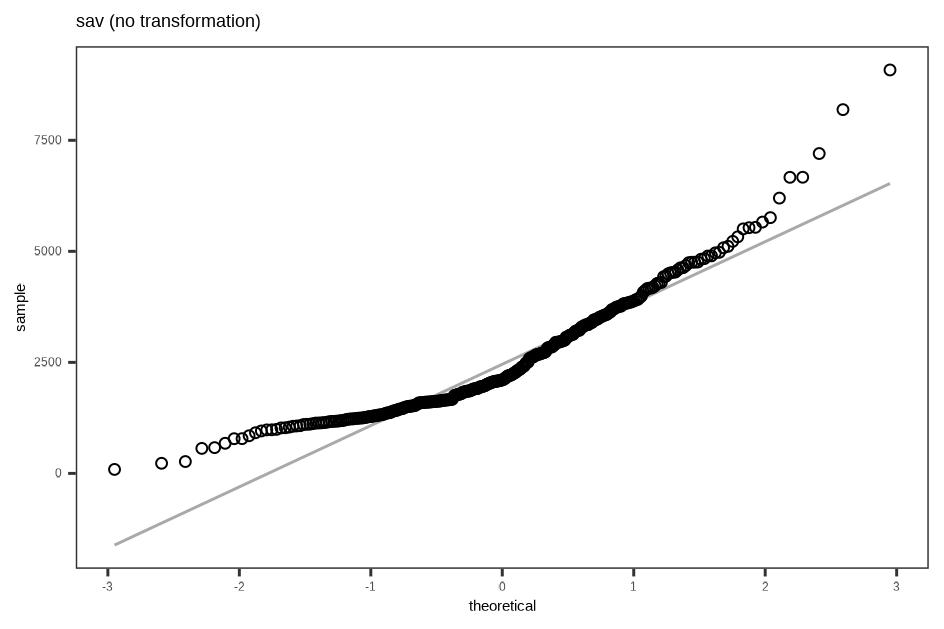 sav (no transformation)
7500
5000
2500
0
sample
-3 -2 -1 0 1 2 3
theoretical